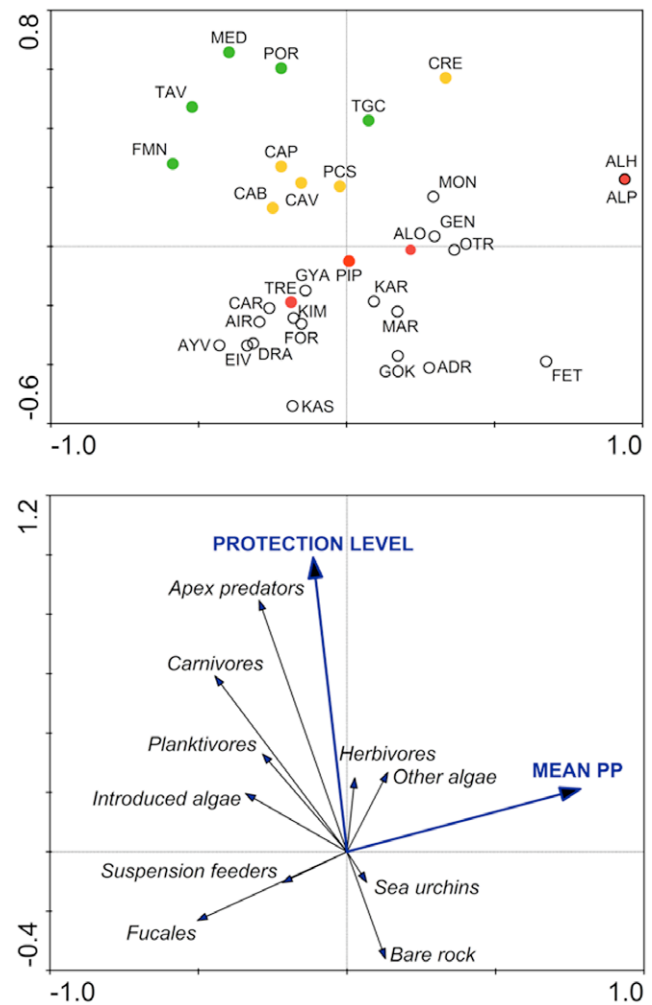 0.8
MED
POR
CRE
TAV
TGC
FMN
CAP
PCS
ALH
CAB
CAV
MON
ALP
GEN
ALO
OTR
GYA PIP
TRE
KAR
CAR
KIM
AIR
MAR
FOR
AYV
EIV
DRA
GOK
ADR
FET
KAS
-0.6
-1.0
1.0
1.2
PROTECTION LEVEL
Apex predators
Carnivores
Planktivores
Herbivores
MEAN PP
Other algae
Introduced algae
Suspension feeders
Sea urchins
Fucales
Bare rock
-0.4
-1.0
1.0